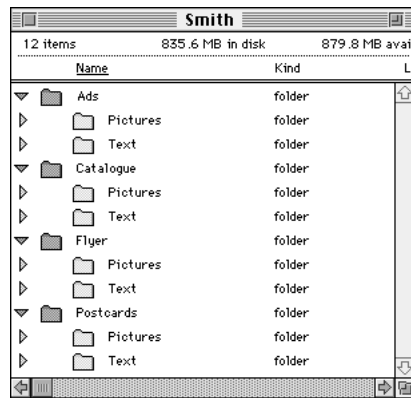 Smith
12 items 835.6 MB in disk 879.8 MB avai
Name Kind L
Ads folder
Pictures folder
Text folder
Catalogue folder
Pictures folder
Text folder
Flyer folder
Pictures folder
Text folder
Postcards folder
Pictures folder
Text folder